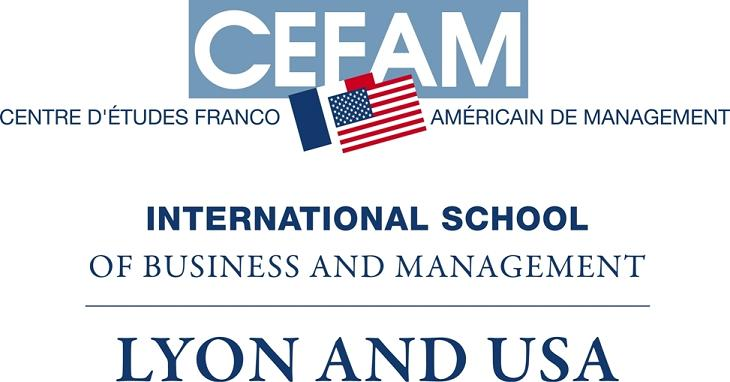 CEFAM
CENTRE D'ÉTUDES FRANCO AMÉRICAIN DE MANAGEMENT
INTERNATIONAL SCHOOL
OF BUSINESS AND MANAGEMENT
LYON AND USA